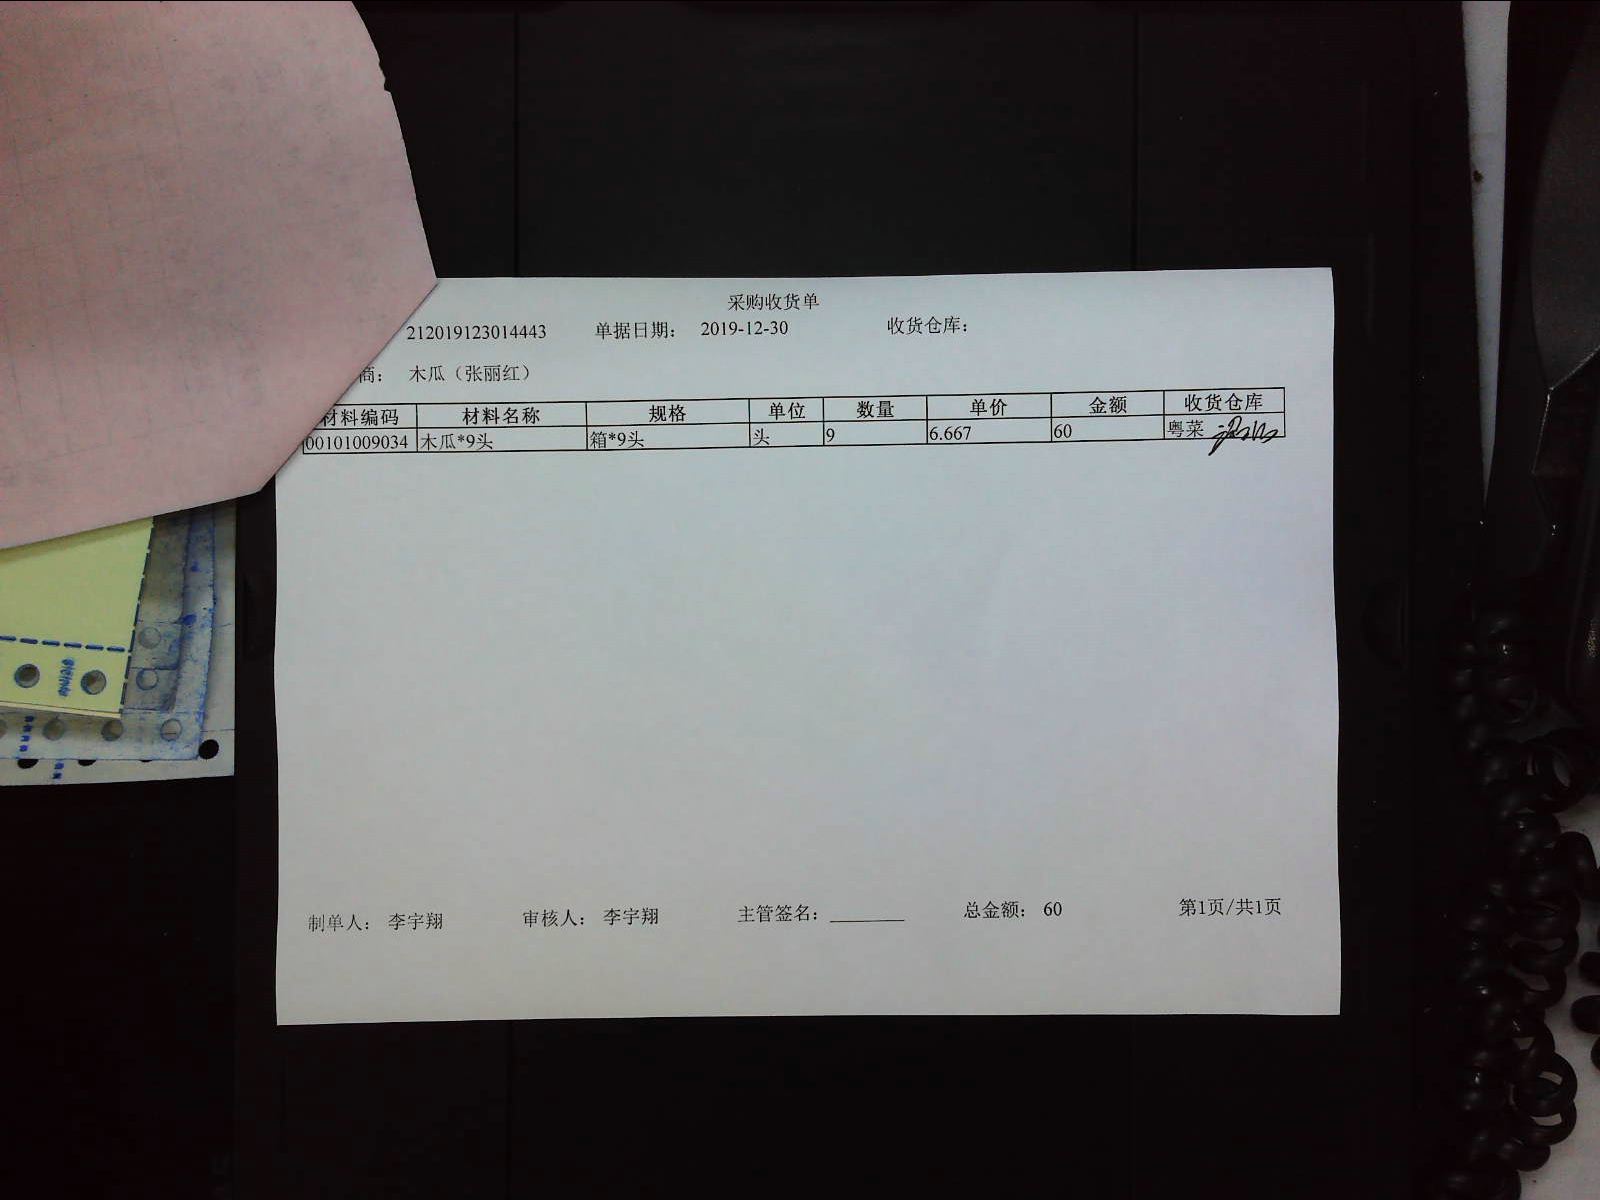 采购收货单
212019123014443 单据日期: 2019-12-30 收货仓库:
商: 木瓜（张丽红）
材料编码 材料名称 规格 单位 数量 单价 金额 收货仓库
00101009034 木瓜*9头 箱*9头 头 9 6.667 60 粤菜
制单人: 李宇翔 审核人: 李宇翔 主管签名: 总金额: 60 第1页/共1页